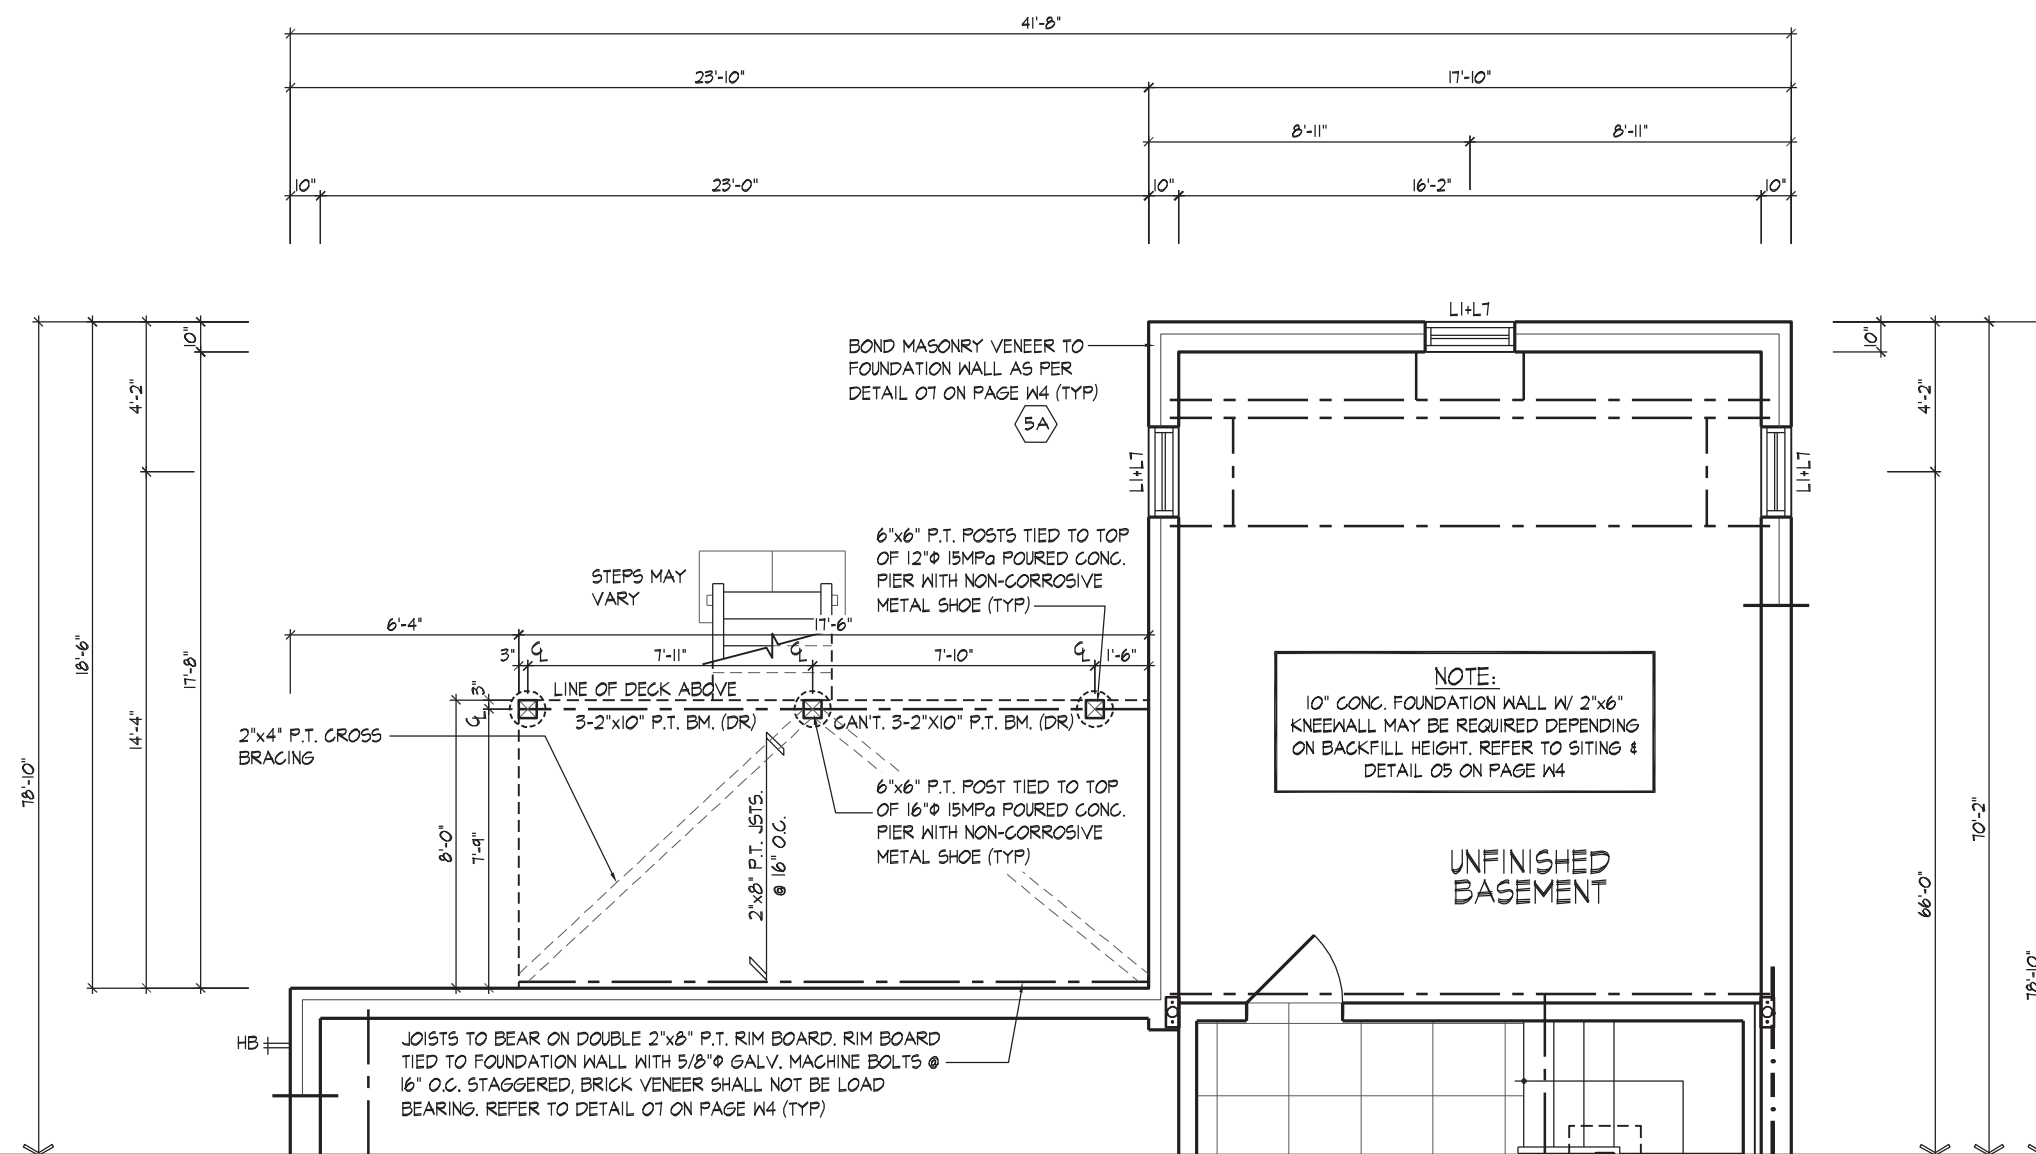 41'-8"
23'-10"
17'-10"
8'-11"
8'-11"
10"
23'-0"
10"
16'-2"
10"
L1+L7
10"
10"
4'-2"
4'-2"
BOND MASONRY VENEER TO
FOUNDATION WALL AS PER
DETAIL 07 ON PAGE W4 (TYP)
5A
L1+L7
L1+L7
6"x6" P.T. POSTS TIED TO TOP
OF 12"Φ 15MPa POURED CONC.
PIER WITH NON-CORROSIVE
METAL SHOE (TYP)
STEPS MAY
VARY
6'-4"
17'-6"
3"
CL
7'-11"
CL
7'-10"
CL
1'-6"
18'-6"
17'-8"
14'-4"
78'-10"
3"
CL
LINE OF DECK ABOVE
3-2"x10" P.T. BM. (DR)
CAN'T. 3-2"X10" P.T. BM. (DR)
2"x4" P.T. CROSS
BRACING
NOTE:
10" CONC. FOUNDATION WALL W/ 2"x6"
KNEEWALL MAY BE REQUIRED DEPENDING
ON BACKFILL HEIGHT. REFER TO SITING &
DETAIL 05 ON PAGE W4
6"x6" P.T. POST TIED TO TOP
OF 16"Φ 15MPa POURED CONC.
PIER WITH NON-CORROSIVE
METAL SHOE (TYP)
8'-0"
7'-9"
2"x8" P.T. JSTS.
@ 16" O.C.
UNFINISHED
BASEMENT
70'-2"
66'-0"
78'-10"
HB
JOISTS TO BEAR ON DOUBLE 2"x8" P.T. RIM BOARD. RIM BOARD
TIED TO FOUNDATION WALL WITH 5/8"Φ GALV. MACHINE BOLTS @
16" O.C. STAGGERED, BRICK VENEER SHALL NOT BE LOAD
BEARING. REFER TO DETAIL 07 ON PAGE W4 (TYP)